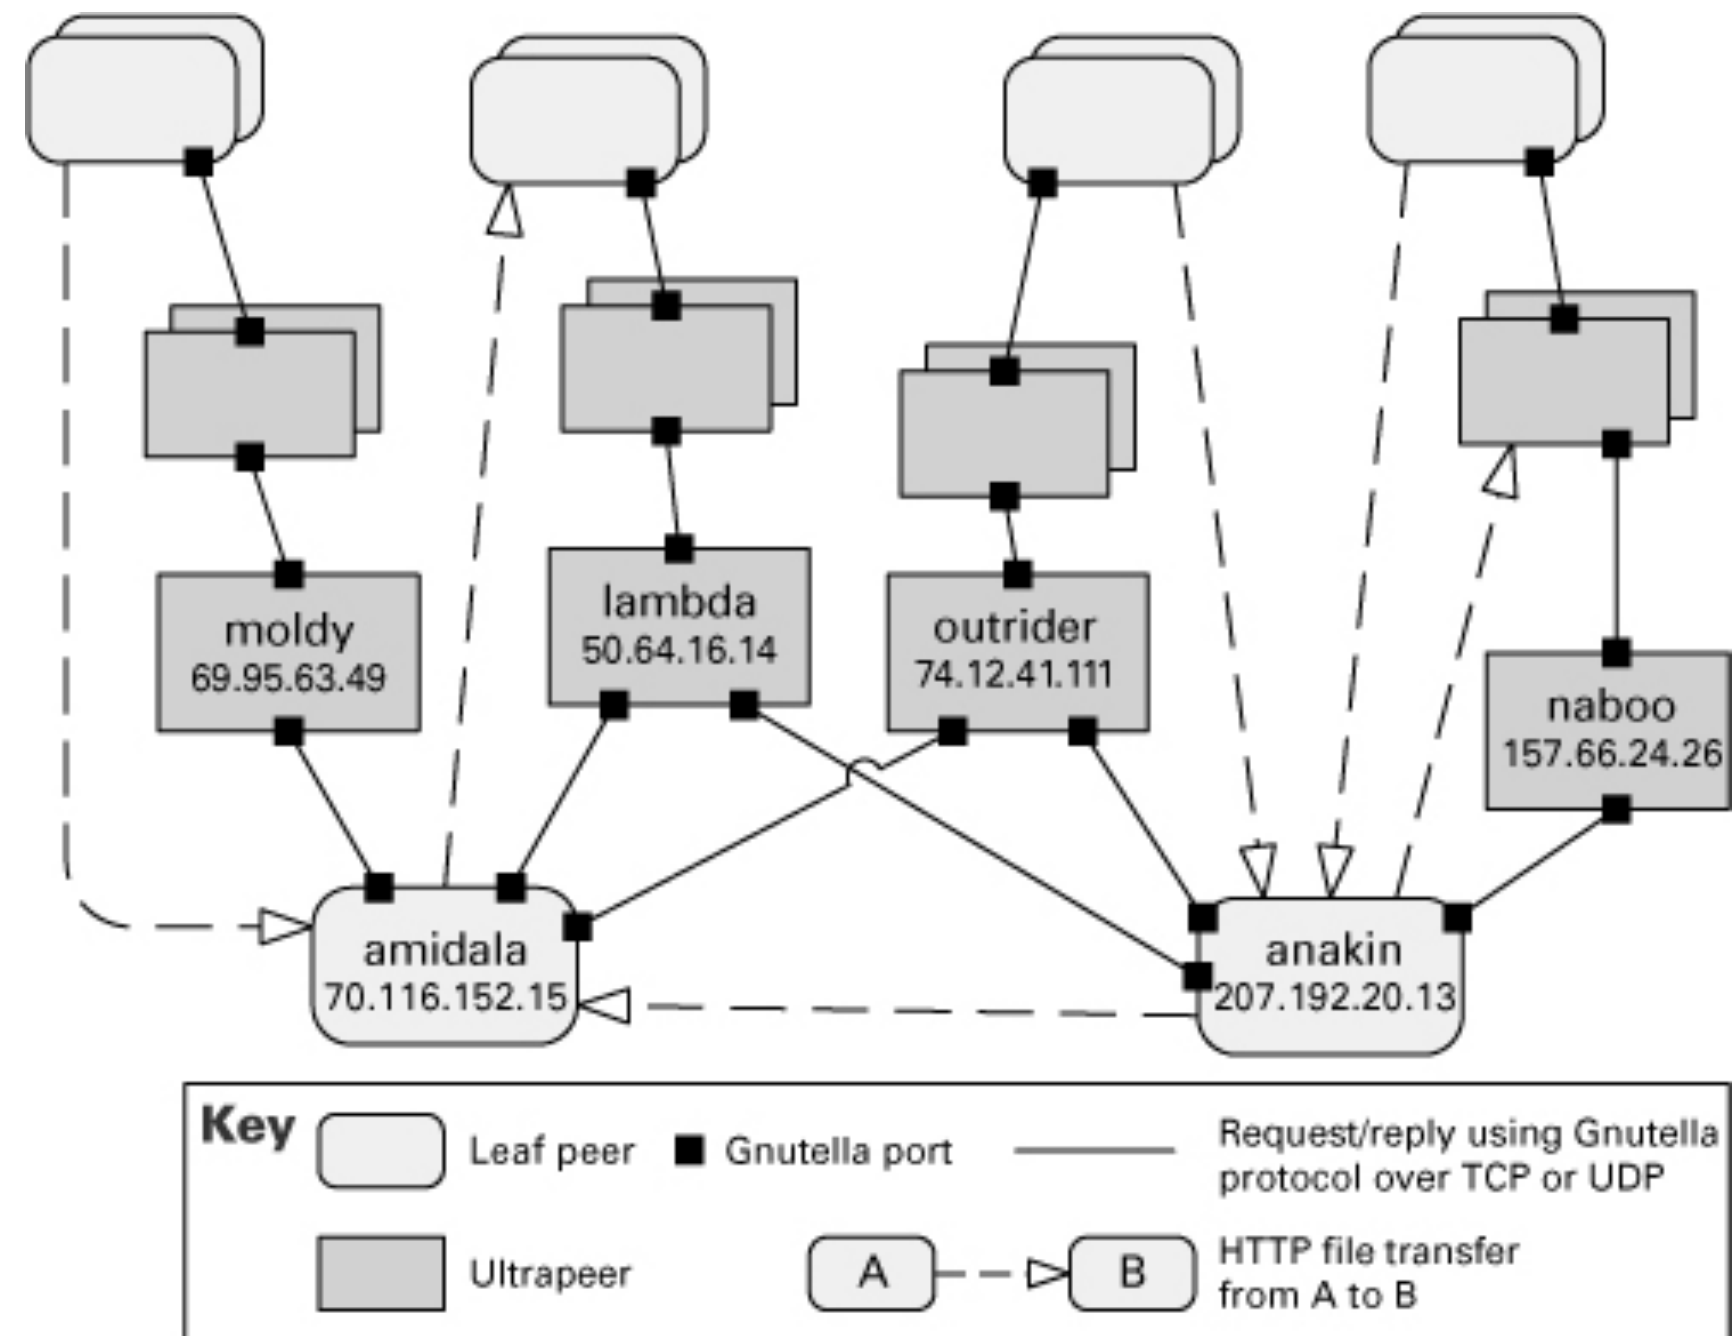 moldy
69.95.63.49
lambda
50.64.16.14
outrider
74.12.41.111
naboo
157.66.24.26
amidala
70.116.152.15
anakin
207.192.20.13
Key
Leaf peer
Gnutella port
Request/reply using Gnutella
protocol over TCP or UDP
Ultrapeer
A
B
HTTP file transfer
from A to B